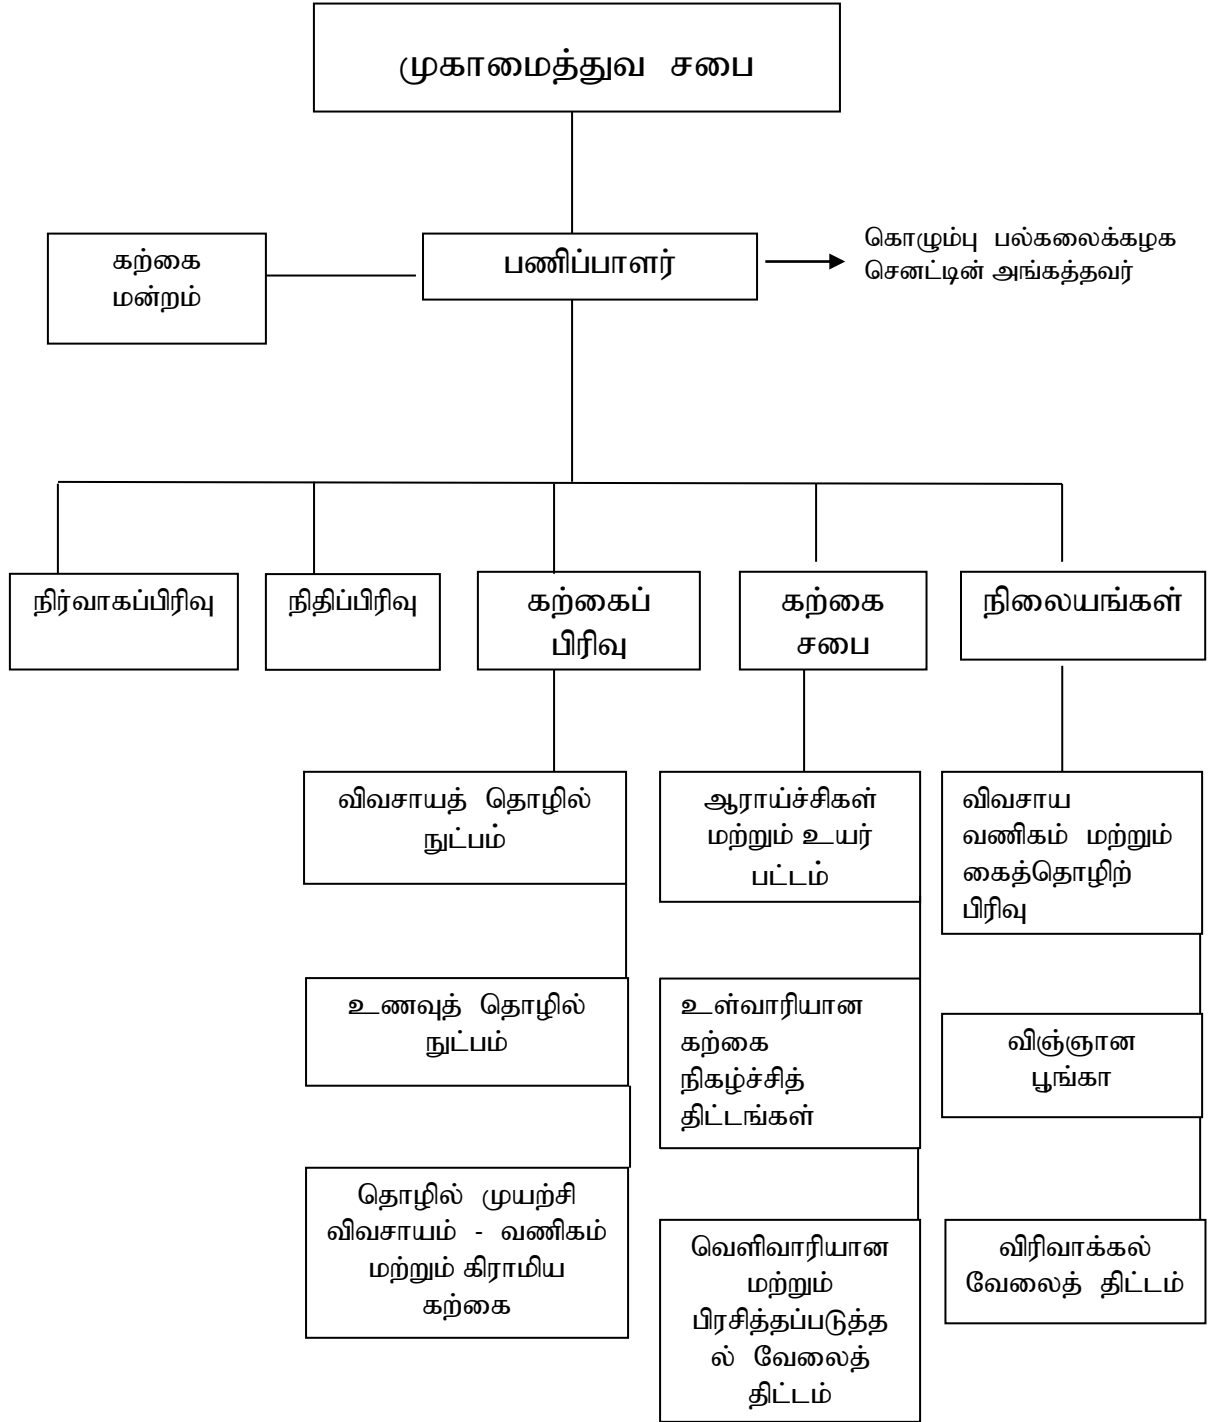 முகாமைத்துவ சபை
கற்கை
மன்றம்
பணிப்பாளர்
கொழும்பு பல்கலைக்கழக
செனட்டின் அங்கத்தவர்
நிர்வாகப்பிரிவு
நிதிப்பிரிவு
கற்கைப்
பிரிவு
கற்கை
சபை
நிலையங்கள்
விவசாயத் தொழில்
நுட்பம்
உணவுத் தொழில்
நுட்பம்
தொழில் முயற்சி
விவசாயம் - வணிகம்
மற்றும் கிராமிய
கற்கை
ஆராய்ச்சிகள்
மற்றும் உயர்
பட்டம்
உள்வாரியான
கற்கை
நிகழ்ச்சித்
திட்டங்கள்
வெளிவாரியான
மற்றும்
பிரசித்தப்படுத்த
ல் வேலைத்
திட்டம்
விவசாய
வணிகம் மற்றும்
கைத்தொழிற்
பிரிவு
விஞ்ஞான
பூங்கா
விரிவாக்கல்
வேலைத் திட்டம்